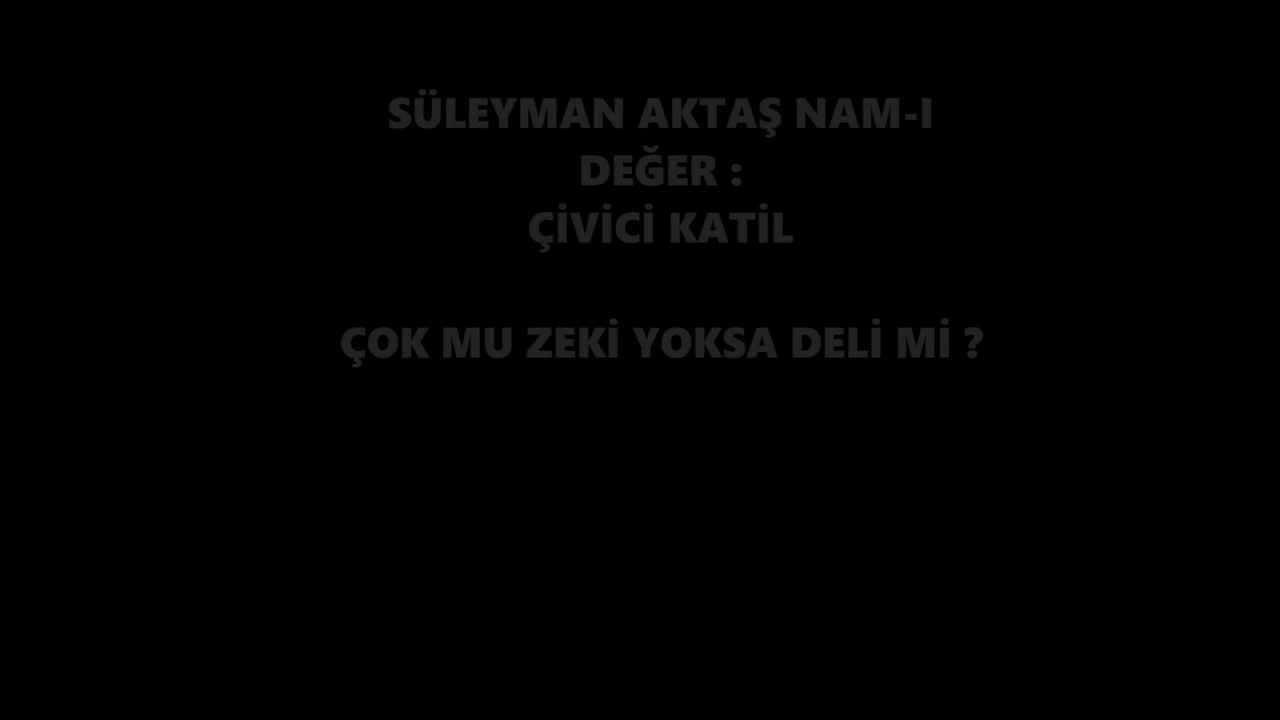 SÜLEYMAN AKTAŞ NAM-I
DEĞER :
ÇİVİCİ KATİL
ÇOK MU ZEKİ YOKSA DELİ Mİ ?